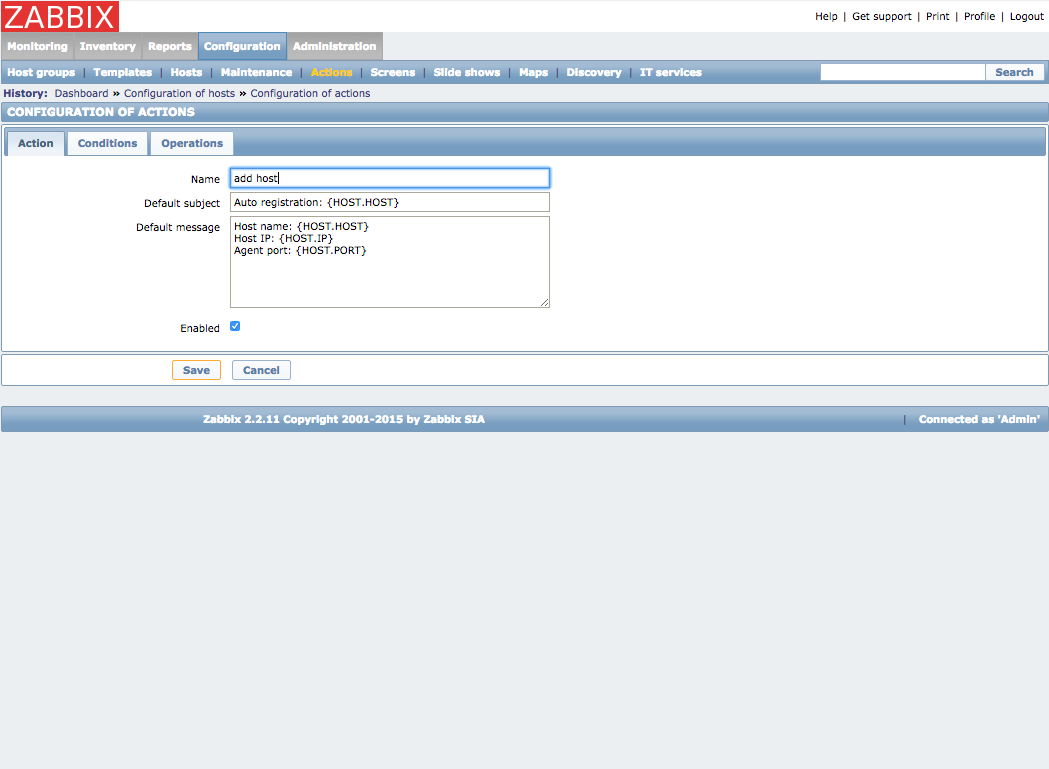 ZABBIX
Help | Get support | Print | Profile | Logout
Monitoring Inventory Reports Configuration Administration
Host groups | Templates | Hosts | Maintenance | Actions | Screens | Slide shows | Maps | Discovery | IT services Search
History: Dashboard » Configuration of hosts » Configuration of actions
CONFIGURATION OF ACTIONS
Action Conditions Operations
Name add host
Default subject Auto registration: {HOST.HOST}
Default message Host name: {HOST.HOST}
Host IP: {HOST.IP}
Agent port: {HOST.PORT}
Enabled
Save Cancel
Zabbix 2.2.11 Copyright 2001-2015 by Zabbix SIA | Connected as 'Admin'